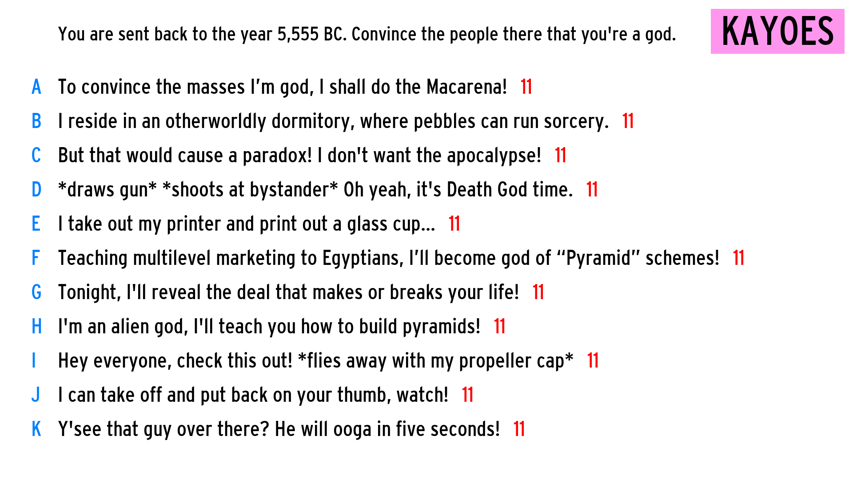 You are sent back to the year 5,555 BC. Convince the people there that you're a god.
KAYOES
A To convince the masses I'm god, I shall do the Macarena! 11
B I reside in an otherworldly dormitory, where pebbles can run sorcery. 11
C But that would cause a paradox! I don't want the apocalypse! 11
D *draws gun* *shoots at bystander* Oh yeah, it's Death God time. 11
E I take out my printer and print out a glass cup... 11
F Teaching multilevel marketing to Egyptians, I'll become god of “Pyramid” schemes! 11
G Tonight, I'll reveal the deal that makes or breaks your life! 11
H I'm an alien god, I'll teach you how to build pyramids! 11
I Hey everyone, check this out! *flies away with my propeller cap* 11
J I can take off and put back on your thumb, watch! 11
K Y'see that guy over there? He will ooga in five seconds! 11